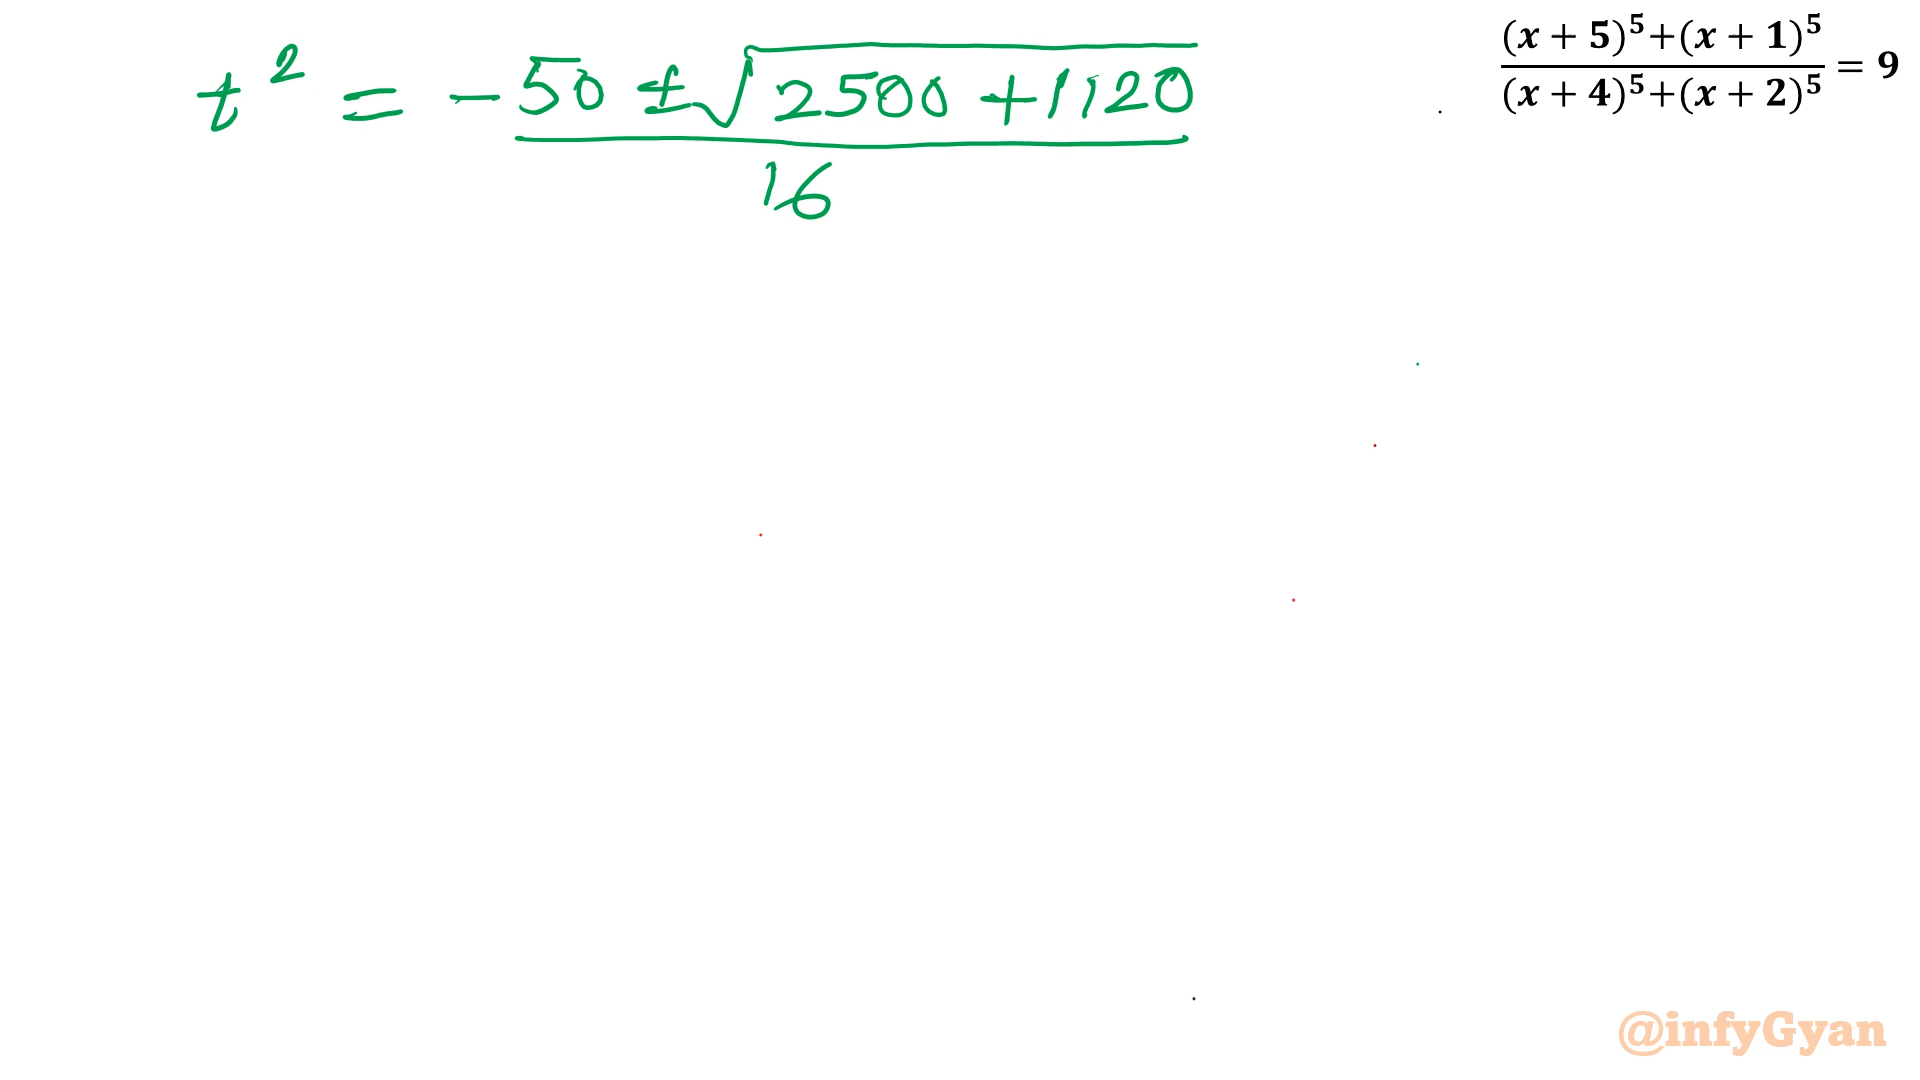 t² = -50 ± √(2500 + 1120) / 16
(x + 5)⁵+(x + 1)⁵ / (x + 4)⁵+(x + 2)⁵ = 9
@infyGyan